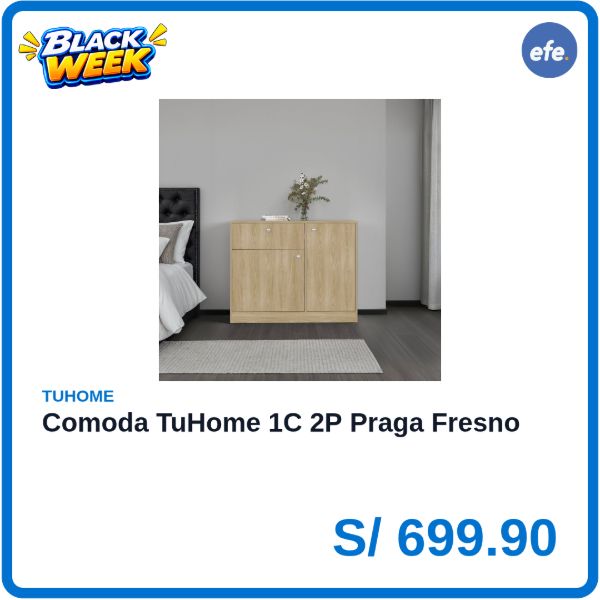 BLACK
WEEK
efe.
TUHOME
Comoda TuHome 1C 2P Praga Fresno
S/ 699.90